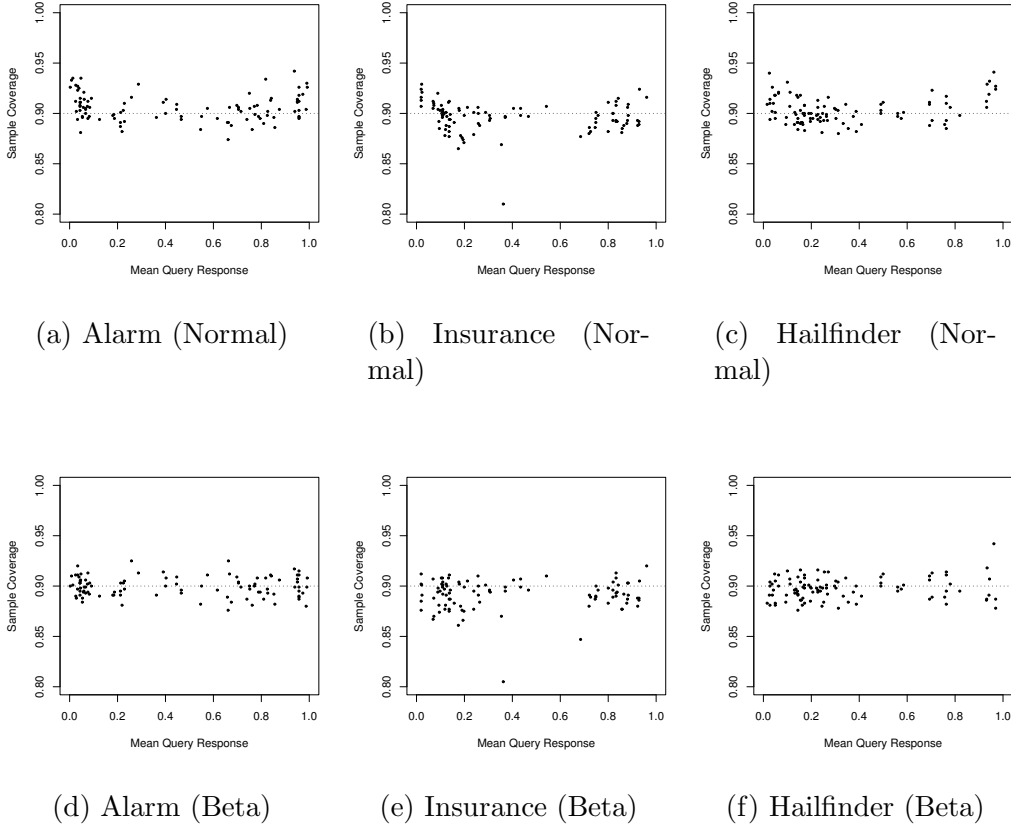 1.00
0.95
0.90
0.85
0.80
Sample Coverage
0.0 0.2 0.4 0.6 0.8 1.0
Mean Query Response
(a) Alarm (Normal)
1.00
0.95
0.90
0.85
0.80
Sample Coverage
0.0 0.2 0.4 0.6 0.8 1.0
Mean Query Response
(b) Insurance (Nor-
mal)
1.00
0.95
0.90
0.85
0.80
Sample Coverage
0.0 0.2 0.4 0.6 0.8 1.0
Mean Query Response
(c) Hailfinder (Nor-
mal)
1.00
0.95
0.90
0.85
0.80
Sample Coverage
0.0 0.2 0.4 0.6 0.8 1.0
Mean Query Response
(d) Alarm (Beta)
1.00
0.95
0.90
0.85
0.80
Sample Coverage
0.0 0.2 0.4 0.6 0.8 1.0
Mean Query Response
(e) Insurance (Beta)
1.00
0.95
0.90
0.85
0.80
Sample Coverage
0.0 0.2 0.4 0.6 0.8 1.0
Mean Query Response
(f) Hailfinder (Beta)